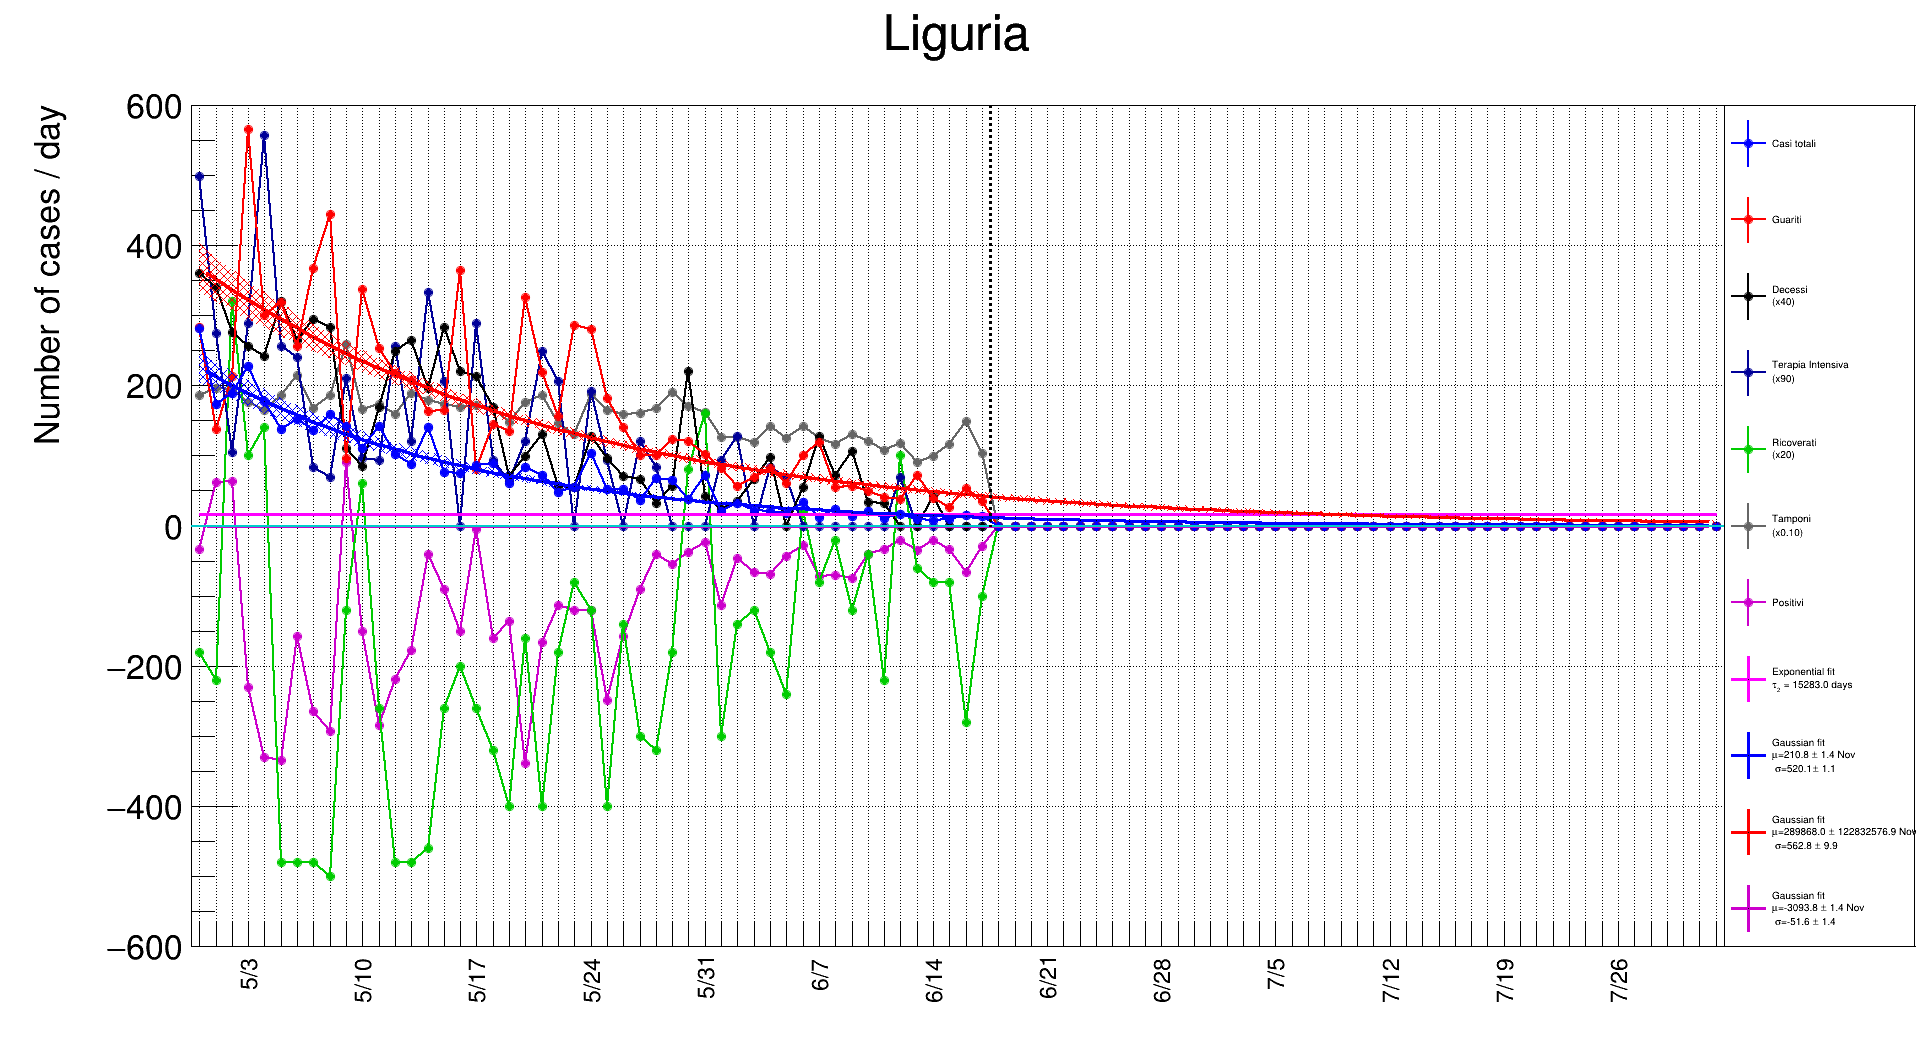 Liguria
Number of cases / day
600
400
200
0
−200
−400
−600
5/3
5/10
5/17
5/24
5/31
6/7
6/14
6/21
6/28
7/5
7/12
7/19
7/26
Casi totali
Guariti
Decessi
(x40)
Terapia Intensiva
(x90)
Ricoverati
(x20)
Tamponi
(x0.10)
Positivi
Exponential fit
τ₂ = 15283.0 days
Gaussian fit
μ=210.8 ± 1.4 Nov
σ=520.1± 1.1
Gaussian fit
μ=289868.0 ± 122832576.9 Nov
σ=562.8 ± 9.9
Gaussian fit
μ=-3093.8 ± 1.4 Nov
σ=-51.6 ± 1.4